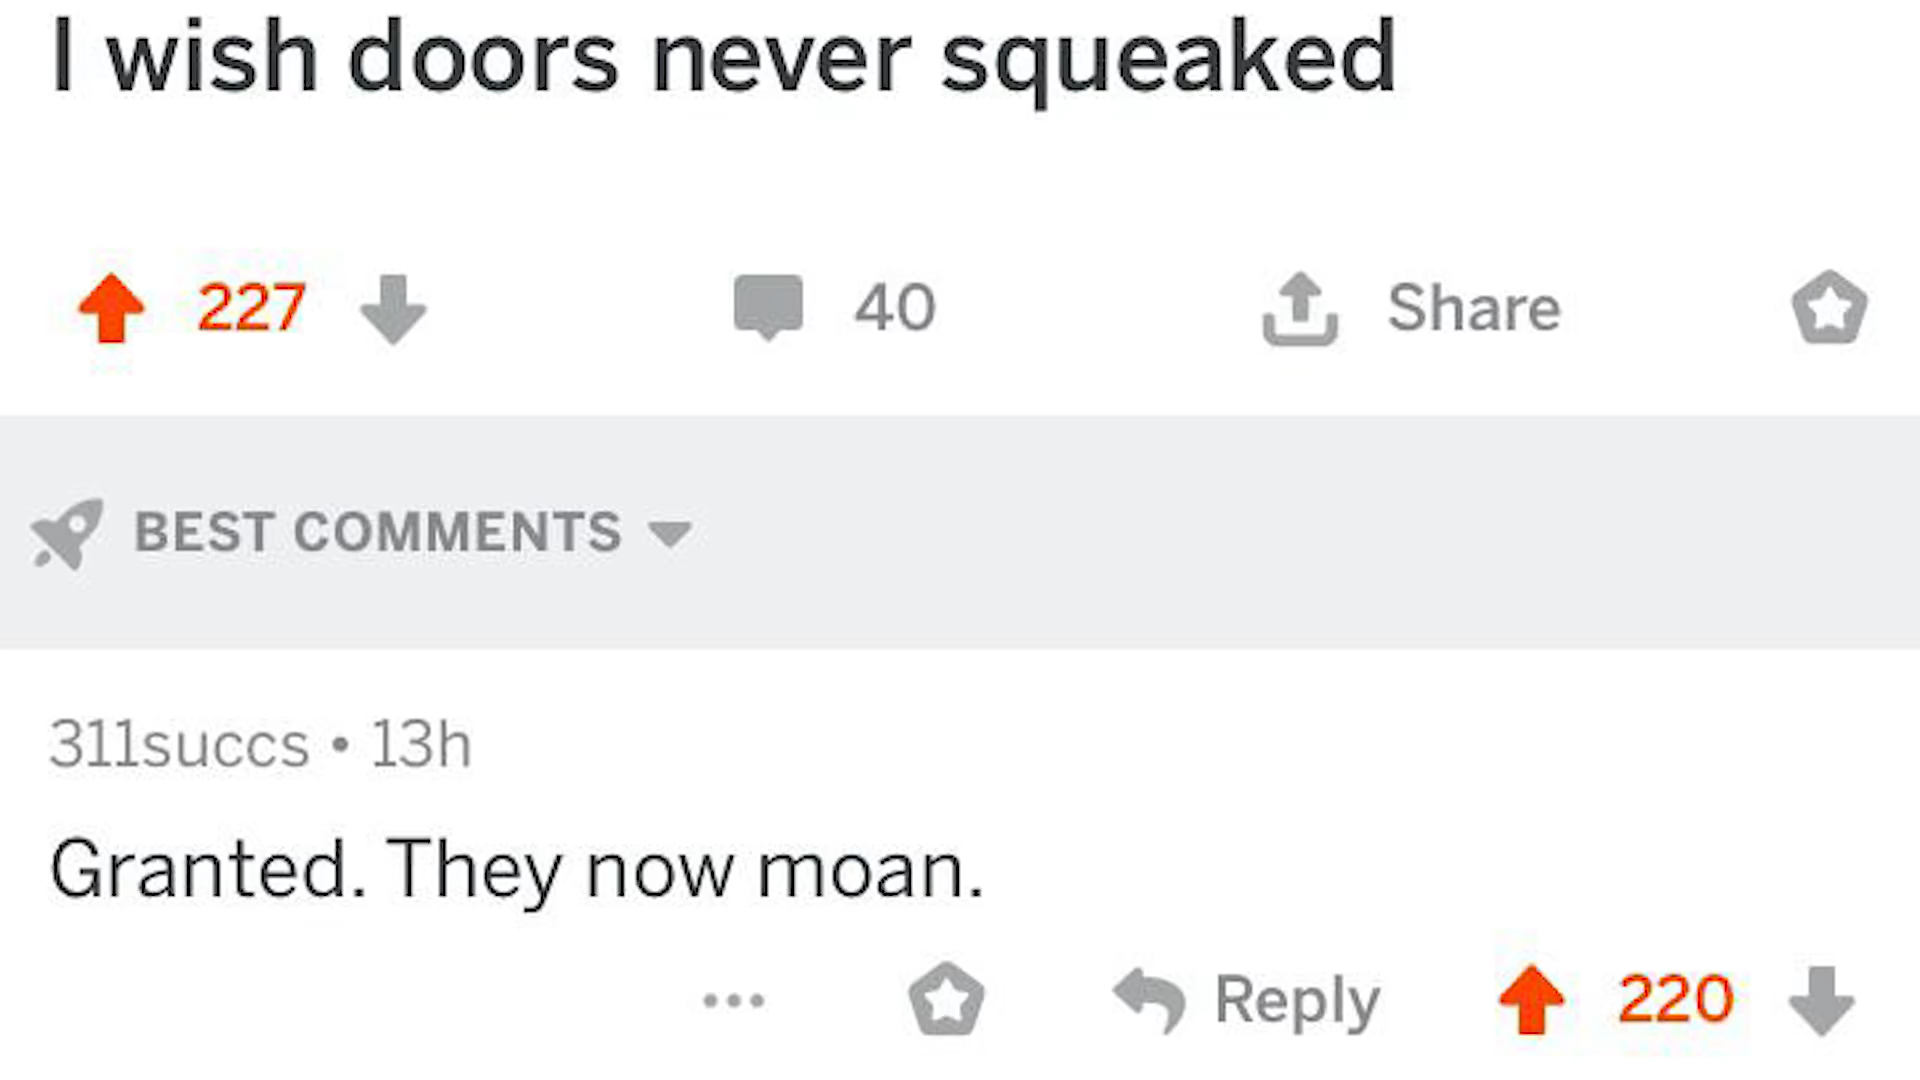 I wish doors never squeaked
227 40 Share
BEST COMMENTS
311succs • 13h
Granted. They now moan.
... Reply 220